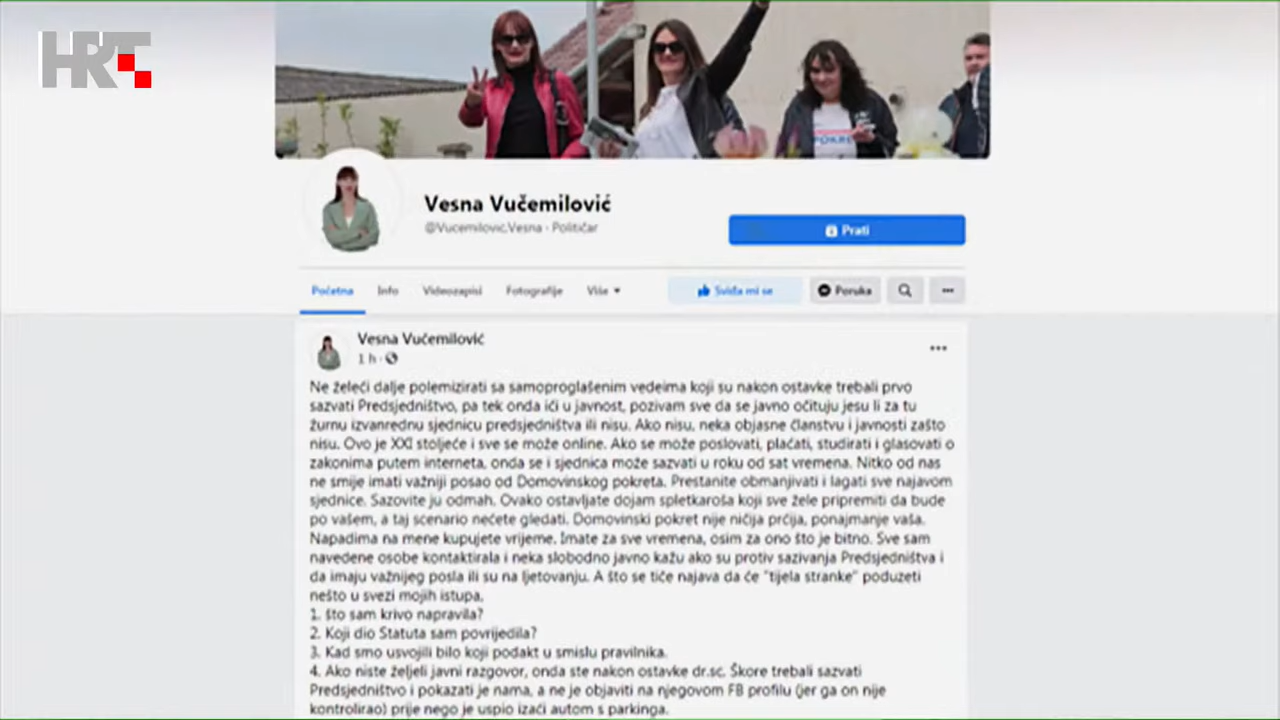 HRT
POKRE
Vesna Vučemilović
@Vucemilovic.Vesna · Političar
Prati
Početna Info Videozapisi Fotografije Više
Sviđa mi se Poruka
Vesna Vučemilović
1 h ·
Ne želeći dalje polemizirati sa samoproglašenim vedeima koji su nakon ostavke trebali prvo
sazvati Predsjedništvo, pa tek onda ići u javnost, pozivam sve da se javno očituju jesu li za tu
žurnu izvanrednu sjednicu predsjedništva ili nisu. Ako nisu, neka objasne članstvu i javnosti zašto
nisu. Ovo je XXI stoljeće i sve se može online. Ako se može poslovati, plaćati, studirati i glasovati o
zakonima putem interneta, onda se i sjednica može sazvati u roku od sat vremena. Nitko od nas
ne smije imati važniji posao od Domovinskog pokreta. Prestanite obmanjivati i lagati sve najavom
sjednice. Sazovite ju odmah. Ovako ostavljate dojam spletkaroša koji sve žele pripremiti da bude
po vašem, a taj scenario nećete gledati. Domovinski pokret nije ničija prčija, ponajmanje vaša.
Napadima na mene kupujete vrijeme. Imate za sve vremena, osim za ono što je bitno. Sve sam
navedene osobe kontaktirala i neka slobodno javno kažu ako su protiv sazivanja Predsjedništva i
da imaju važnijeg posla ili su na ljetovanju. A što se tiče najava da će "tijela stranke" poduzeti
nešto u svezi mojih istupa,
1. što sam krivo napravila?
2. Koji dio Statuta sam povrijedila?
3. Kad smo usvojili bilo koji podakt u smislu pravilnika.
4. Ako niste željeli javni razgovor, onda ste nakon ostavke dr.sc. Škore trebali sazvati
Predsjedništvo i pokazati je nama, a ne je objaviti na njegovom FB profilu (jer ga on nije
kontrolirao) prije nego je uspio izaći autom s parkinga.